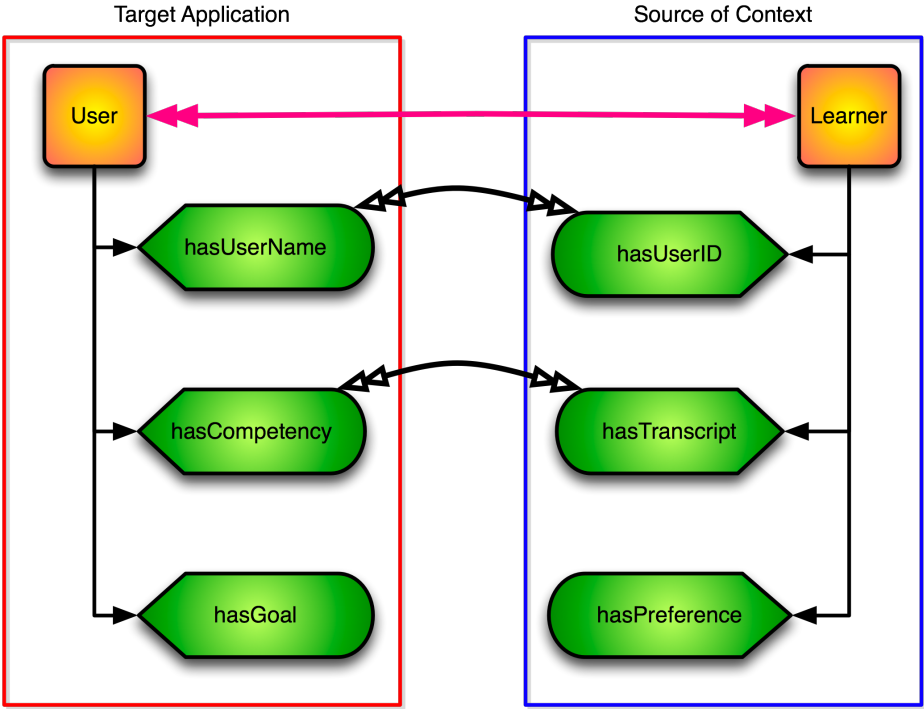 Target Application
Source of Context
User
Learner
hasUserName
hasUserID
hasCompetency
hasTranscript
hasGoal
hasPreference